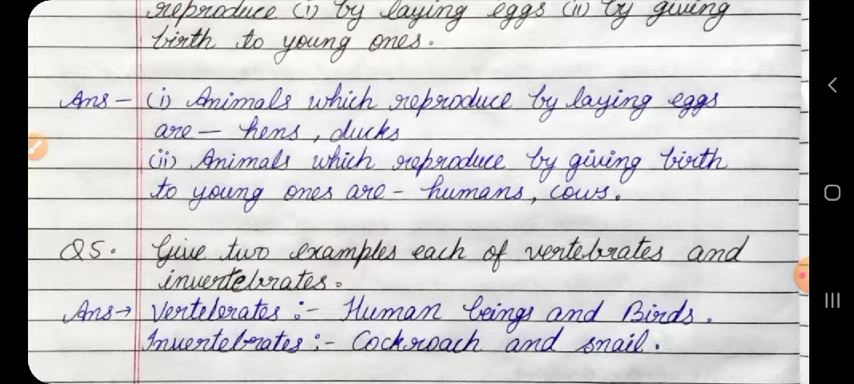 reproduce (i) by laying eggs (ii) by giving
birth to young ones.
Ans - (i) Animals which reproduce by laying eggs
are - hens, ducks
(ii) Animals which reproduce by giving birth
to young ones are - humans, cows.
Q5. Give two examples each of vertebrates and
invertebrates.
Ans → Vertebrates :- Human beings and Birds.
Invertebrates :- Cockroach and snail.